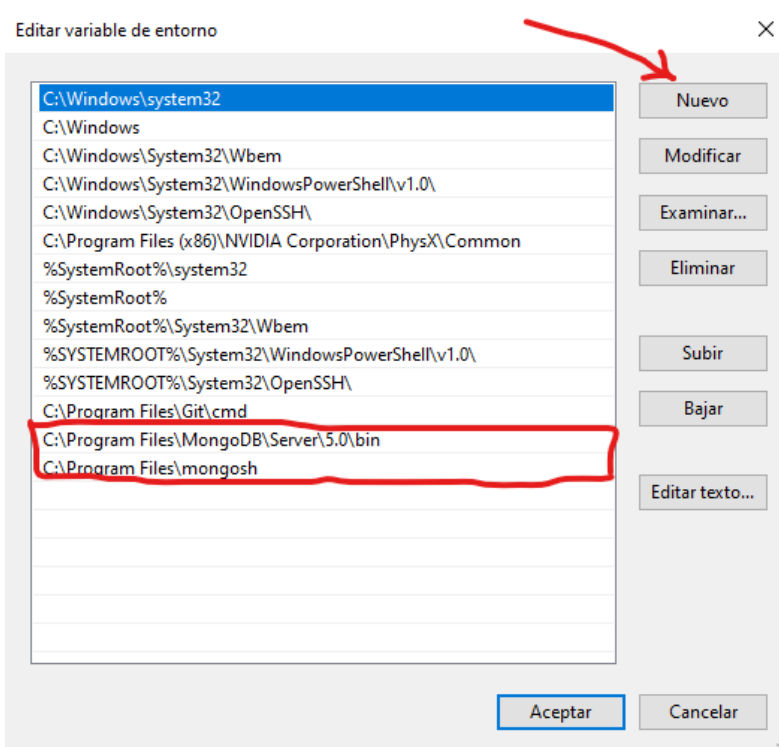 Editar variable de entorno
C:\Windows\system32
C:\Windows
C:\Windows\System32\Wbem
C:\Windows\System32\WindowsPowerShell\v1.0\
C:\Windows\System32\OpenSSH\
C:\Program Files (x86)\NVIDIA Corporation\PhysX\Common
%SystemRoot%\system32
%SystemRoot%
%SystemRoot%\System32\Wbem
%SYSTEMROOT%\System32\WindowsPowerShell\v1.0\
%SYSTEMROOT%\System32\OpenSSH\
C:\Program Files\Git\cmd
C:\Program Files\MongoDB\Server\5.0\bin
C:\Program Files\mongosh
Nuevo
Modificar
Examinar...
Eliminar
Subir
Bajar
Editar texto...
Aceptar
Cancelar